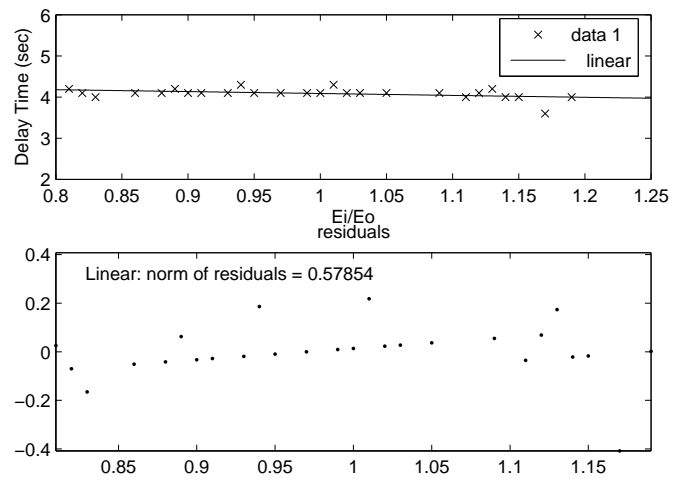 6
5
4
3
2
Delay Time (sec)
data 1
linear
0.8 0.85 0.9 0.95 1 1.05 1.1 1.15 1.2 1.25
Ei/Eo
residuals
0.4
0.2
0
−0.2
−0.4
Linear: norm of residuals = 0.57854
0.85 0.9 0.95 1 1.05 1.1 1.15